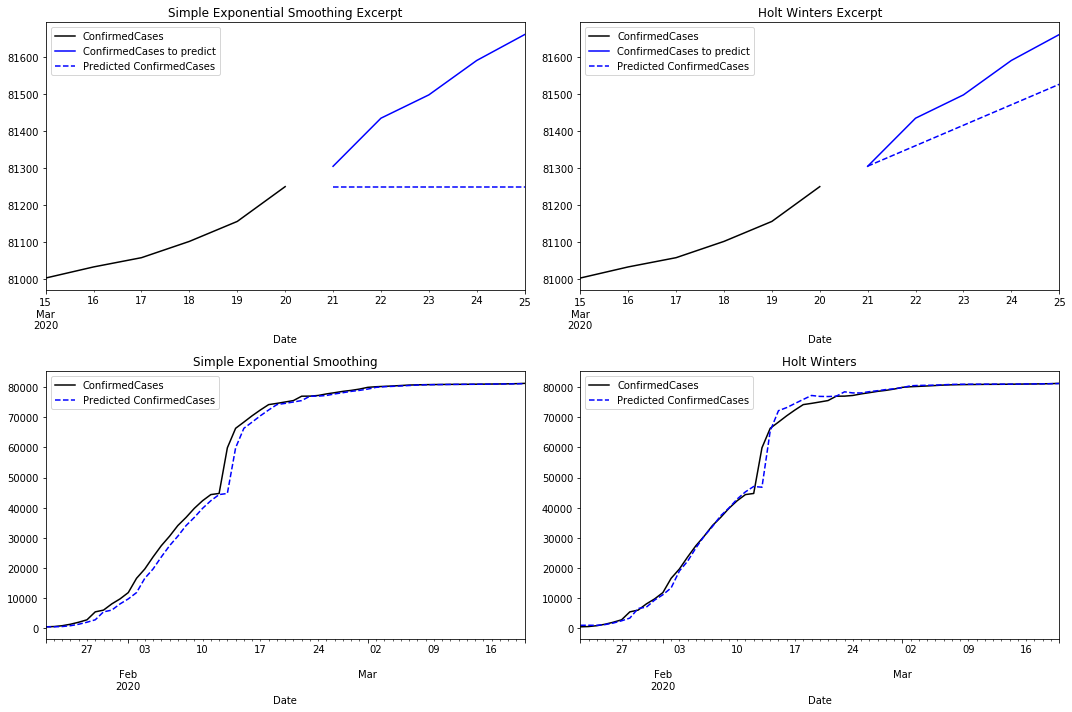 Simple Exponential Smoothing Excerpt
ConfirmedCases
ConfirmedCases to predict
Predicted ConfirmedCases
81600
81500
81400
81300
81200
81100
81000
15 16 17 18 19 20 21 22 23 24 25
Mar
2020
Date
Holt Winters Excerpt
ConfirmedCases
ConfirmedCases to predict
Predicted ConfirmedCases
81600
81500
81400
81300
81200
81100
81000
15 16 17 18 19 20 21 22 23 24 25
Mar
2020
Date
Simple Exponential Smoothing
ConfirmedCases
Predicted ConfirmedCases
80000
70000
60000
50000
40000
30000
20000
10000
0
27 03 10 17 24 02 09 16
Feb Mar
2020
Date
Holt Winters
ConfirmedCases
Predicted ConfirmedCases
80000
70000
60000
50000
40000
30000
20000
10000
0
27 03 10 17 24 02 09 16
Feb Mar
2020
Date